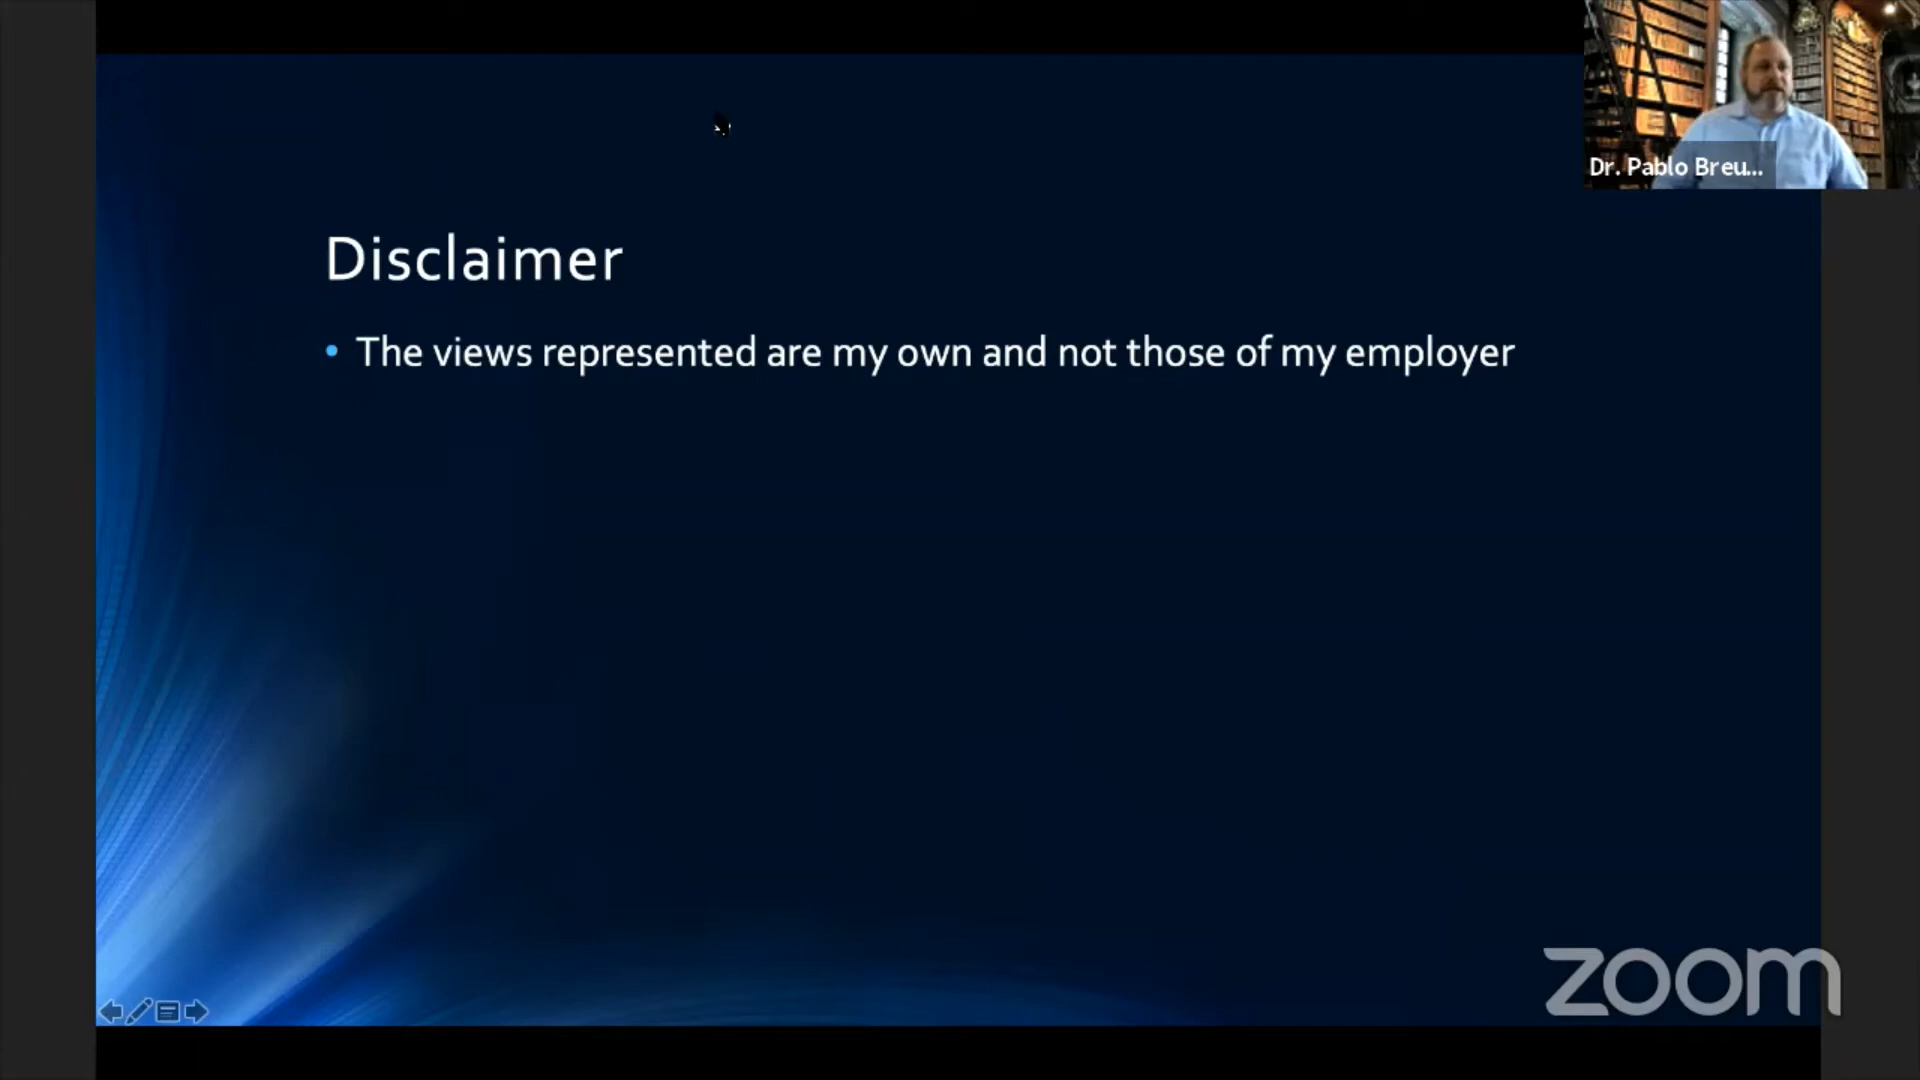 Dr. Pablo Breu...
Disclaimer
• The views represented are my own and not those of my employer
zoom